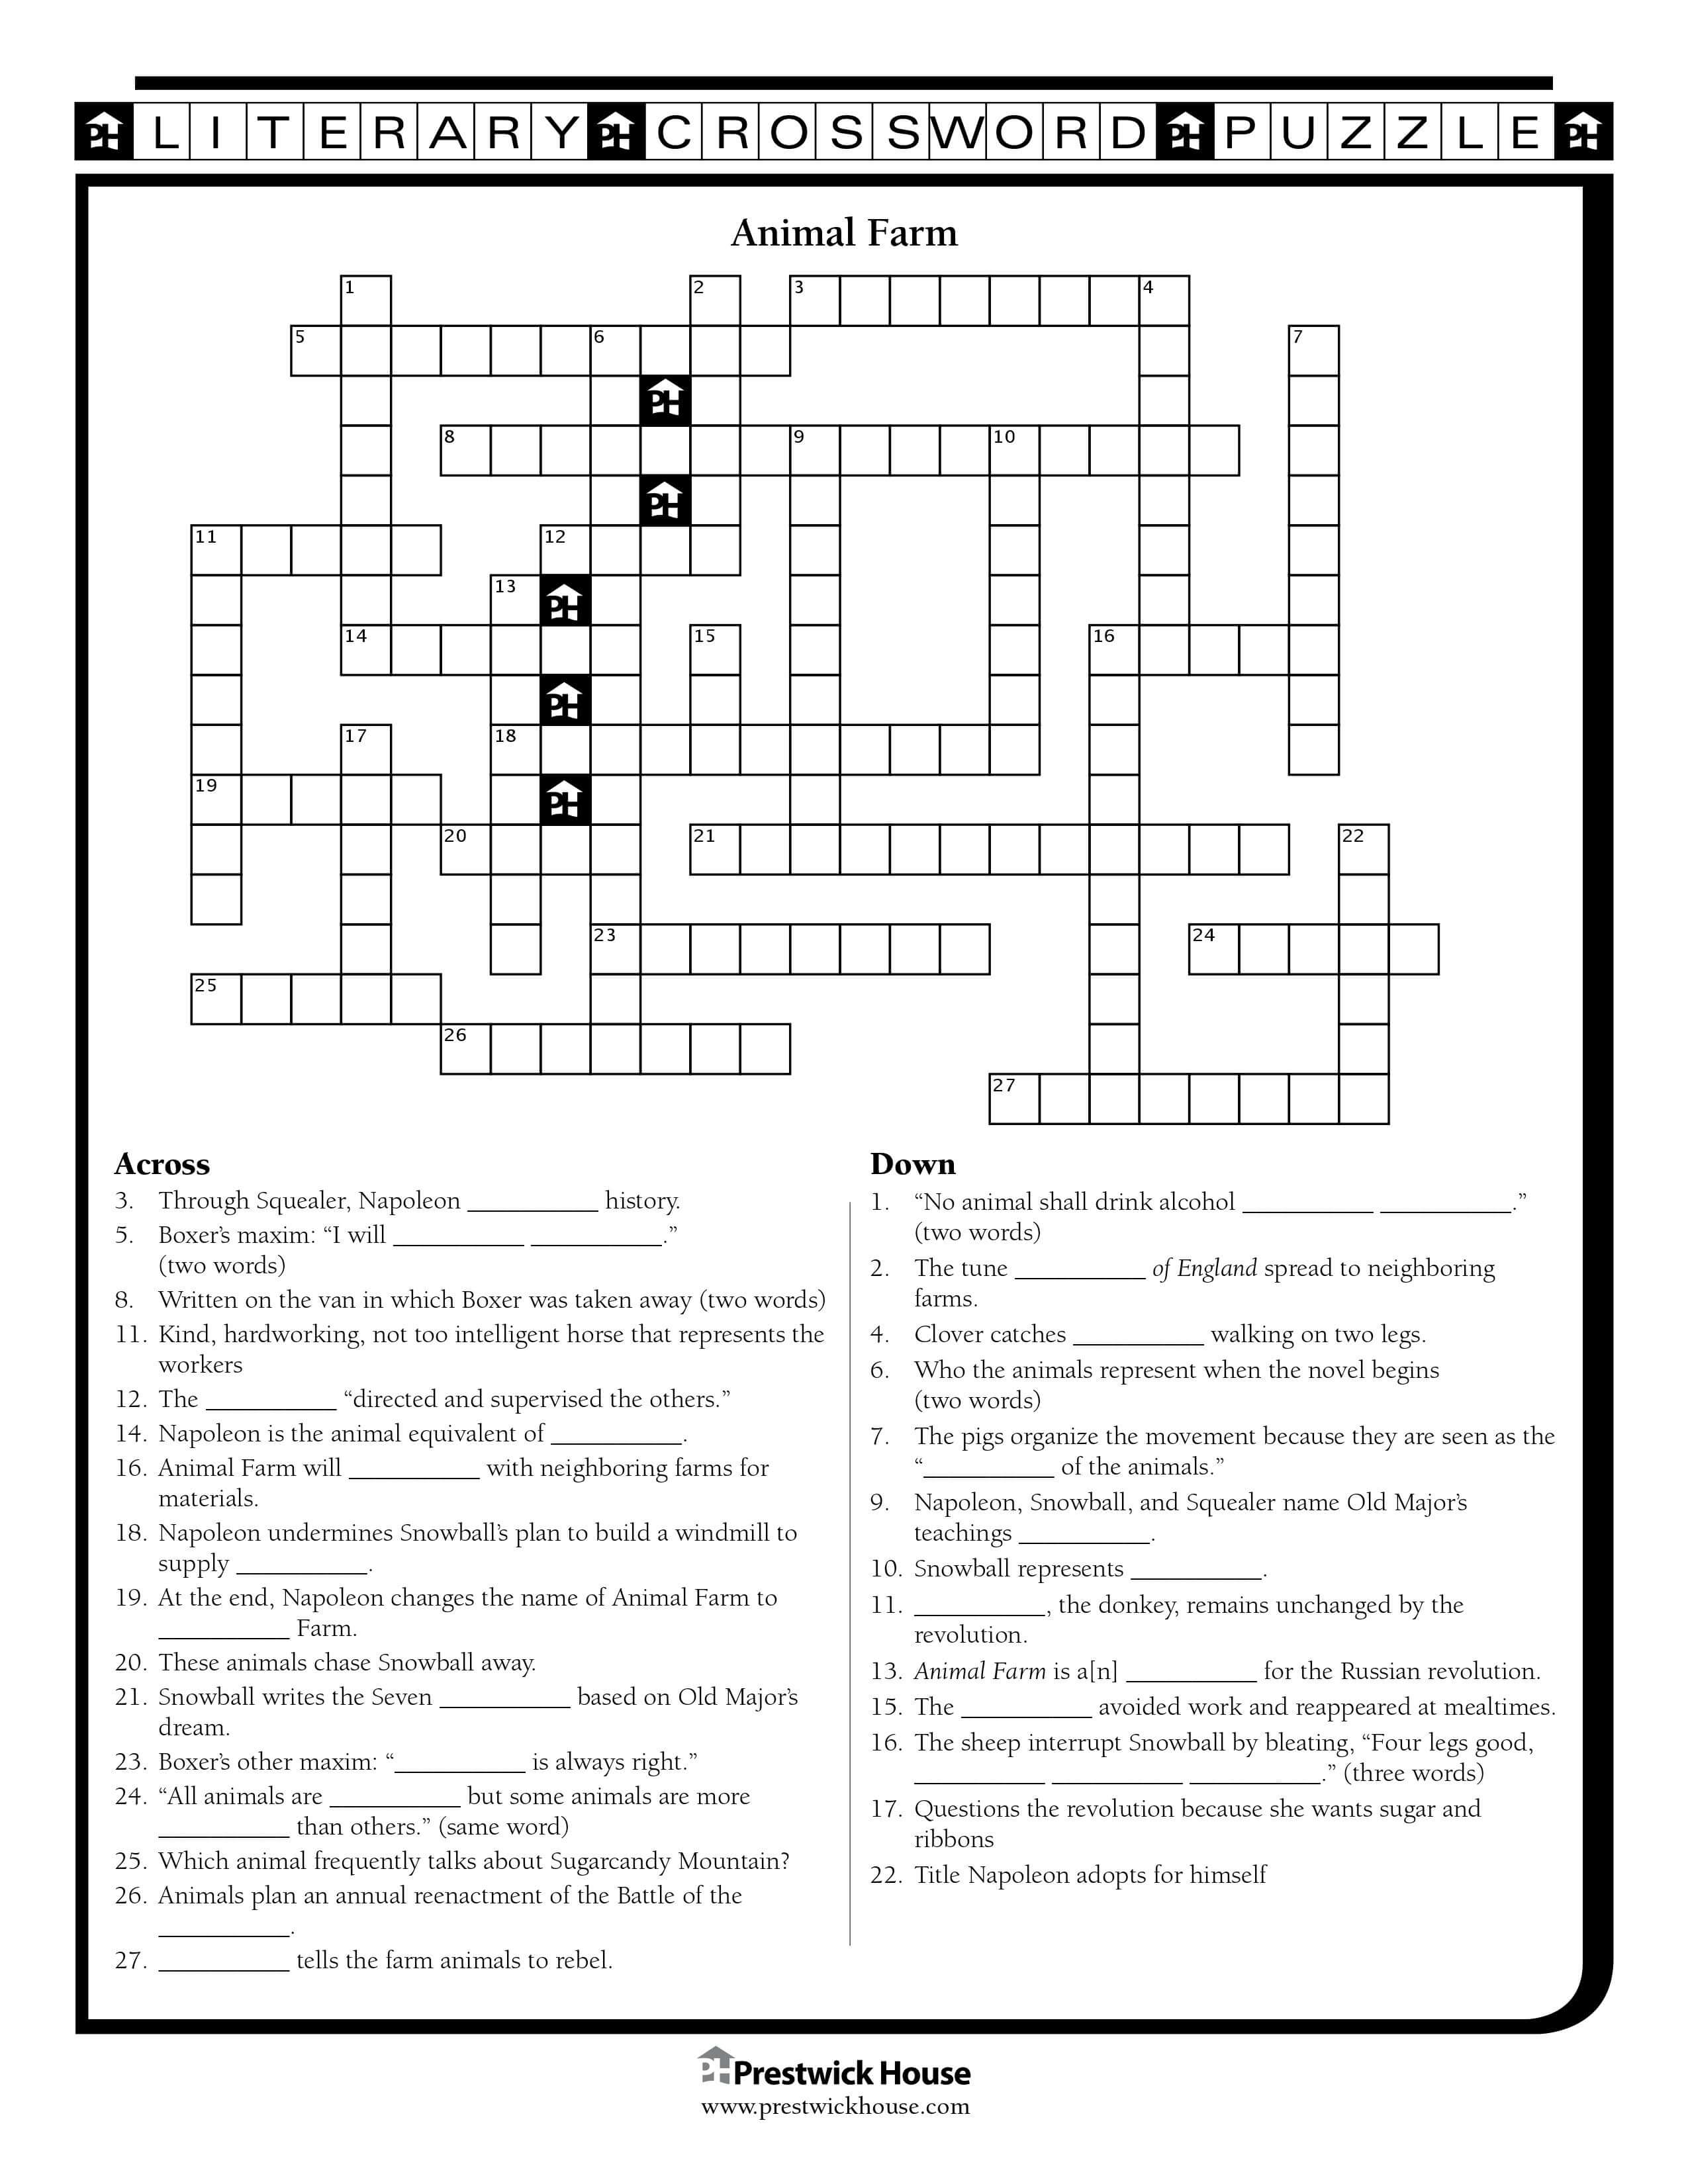 PH LITERARY PH CROSSWORD PH PUZZLE PH
Animal Farm
1 2 3 4
5 6 7
PH
8 9 10
PH
11 12
13 PH
14 15 16
PH
17 18
19 PH
20 21 22
23 24
25
26
27
Across
3. Through Squealer, Napoleon __________ history.
5. Boxer’s maxim: “I will __________ __________.”
(two words)
8. Written on the van in which Boxer was taken away (two words)
11. Kind, hardworking, not too intelligent horse that represents the
workers
12. The __________ “directed and supervised the others.”
14. Napoleon is the animal equivalent of __________.
16. Animal Farm will __________ with neighboring farms for
materials.
18. Napoleon undermines Snowball’s plan to build a windmill to
supply __________.
19. At the end, Napoleon changes the name of Animal Farm to
__________ Farm.
20. These animals chase Snowball away.
21. Snowball writes the Seven __________ based on Old Major’s
dream.
23. Boxer’s other maxim: “__________ is always right.”
24. “All animals are __________ but some animals are more
__________ than others.” (same word)
25. Which animal frequently talks about Sugarcandy Mountain?
26. Animals plan an annual reenactment of the Battle of the
__________.
27. __________ tells the farm animals to rebel.
Down
1. “No animal shall drink alcohol __________ __________.”
(two words)
2. The tune __________ of England spread to neighboring
farms.
4. Clover catches __________ walking on two legs.
6. Who the animals represent when the novel begins
(two words)
7. The pigs organize the movement because they are seen as the
“__________ of the animals.”
9. Napoleon, Snowball, and Squealer name Old Major’s
teachings __________.
10. Snowball represents __________.
11. __________, the donkey, remains unchanged by the
revolution.
13. Animal Farm is a[n] __________ for the Russian revolution.
15. The __________ avoided work and reappeared at mealtimes.
16. The sheep interrupt Snowball by bleating, “Four legs good,
__________ __________ __________.” (three words)
17. Questions the revolution because she wants sugar and
ribbons
22. Title Napoleon adopts for himself
PH Prestwick House
www.prestwickhouse.com